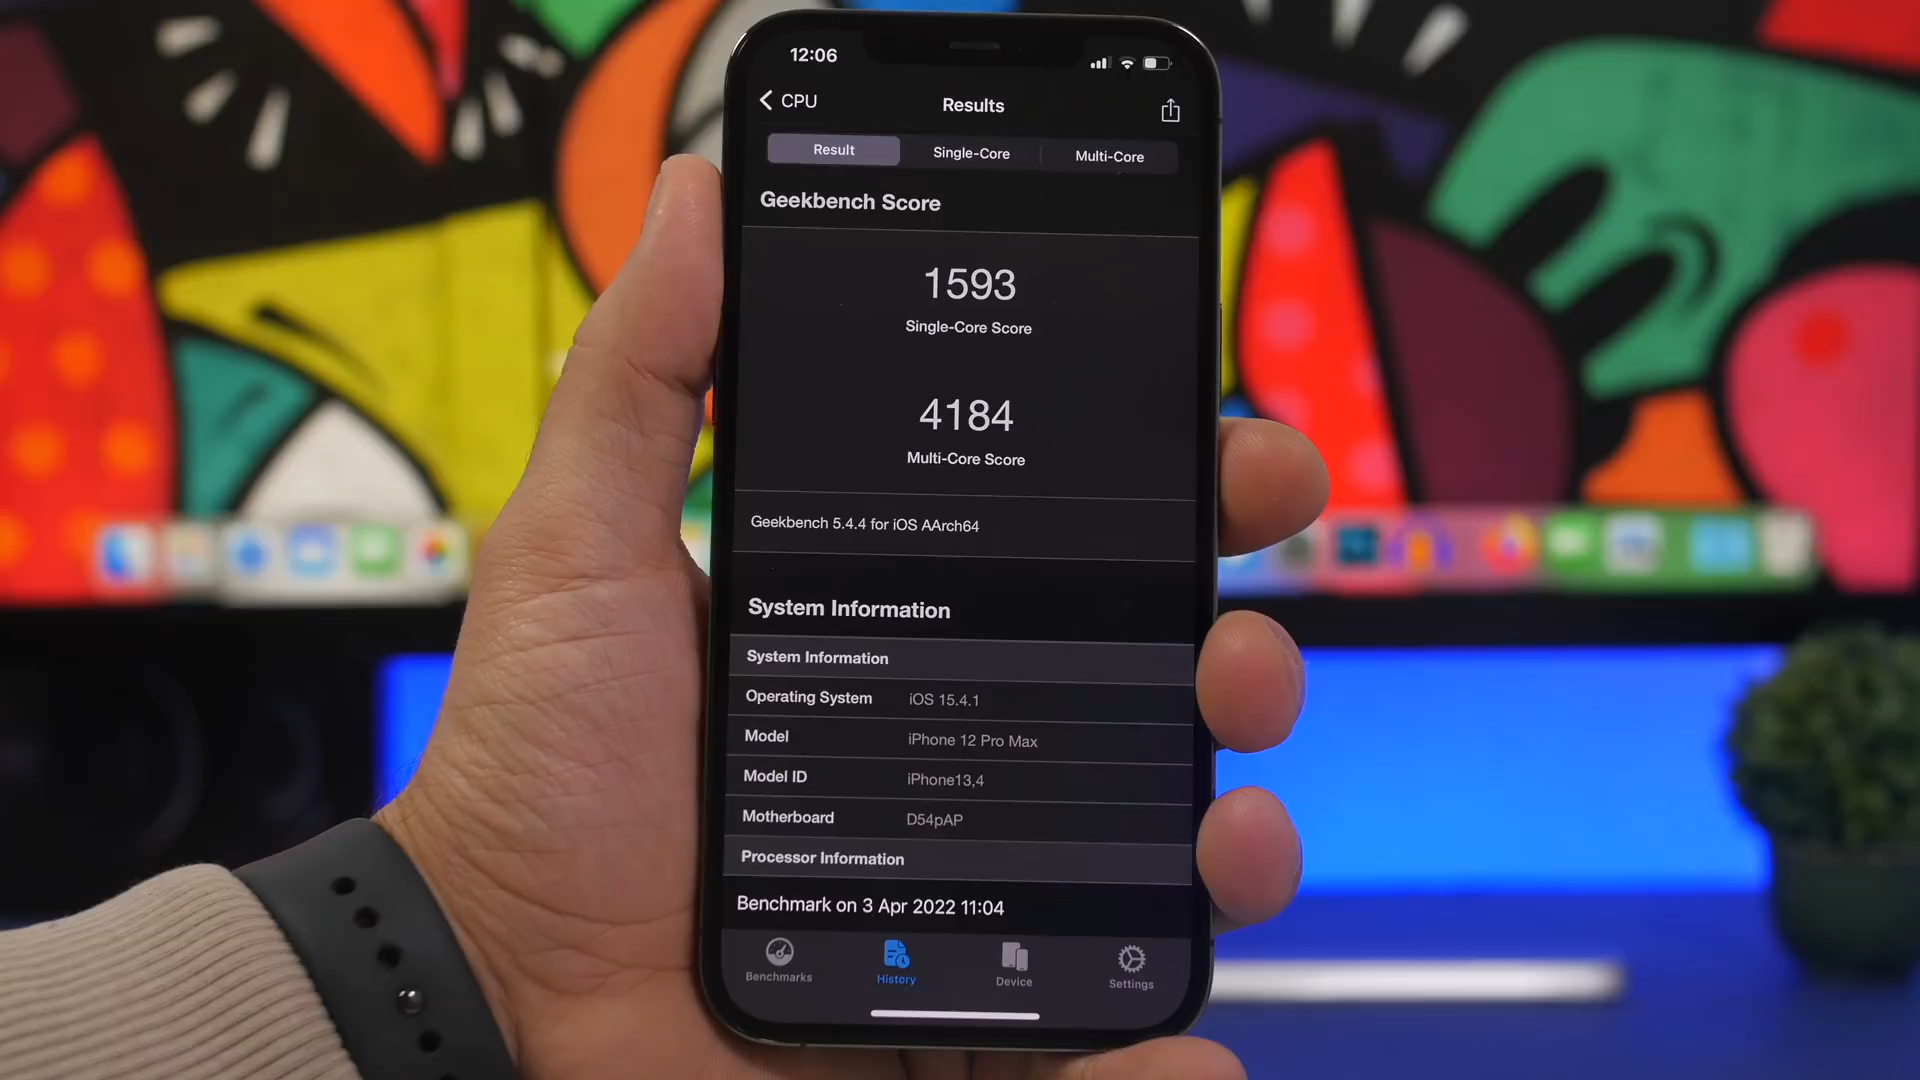 12:06
CPU
Results
Result
Single-Core
Multi-Core
Geekbench Score
1593
Single-Core Score
4184
Multi-Core Score
Geekbench 5.4.4 for iOS AArch64
System Information
System Information
Operating System iOS 15.4.1
Model iPhone 12 Pro Max
Model ID iPhone13,4
Motherboard D54pAP
Processor Information
Benchmark on 3 Apr 2022 11:04
Benchmarks
History
Device
Settings